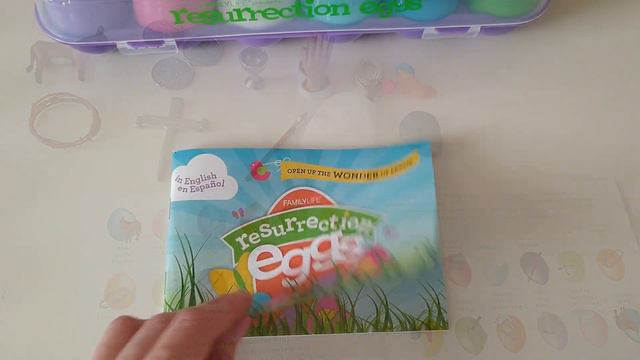 resurrection eggs
in English
en Español
OPEN UP THE WONDER OF EASTER
FAMILYLIFE
resurrection
eggs